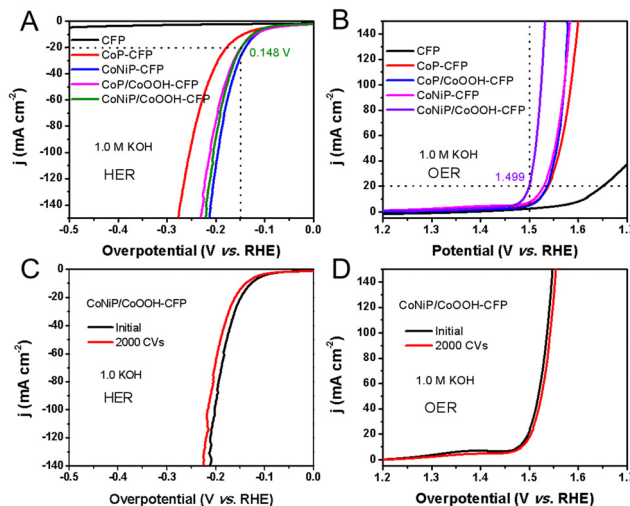 A
j (mA cm⁻²)
0
-20
-40
-60
-80
-100
-120
-140
CFP
CoP-CFP
CoNiP-CFP
CoP/CoOOH-CFP
CoNiP/CoOOH-CFP
0.148 V
1.0 M KOH
HER
-0.5 -0.4 -0.3 -0.2 -0.1 0.0
Overpotential (V vs. RHE)
B
j (mA cm⁻²)
140
120
100
80
60
40
20
0
CFP
CoP-CFP
CoP/CoOOH-CFP
CoNiP-CFP
CoNiP/CoOOH-CFP
1.0 M KOH
OER
1.499
1.2 1.3 1.4 1.5 1.6 1.7
Potential (V vs. RHE)
C
j (mA cm⁻²)
0
-20
-40
-60
-80
-100
-120
-140
CoNiP/CoOOH-CFP
Initial
2000 CVs
1.0 KOH
HER
-0.5 -0.4 -0.3 -0.2 -0.1 0.0
Overpotential (V vs. RHE)
D
j (mA cm⁻²)
140
120
100
80
60
40
20
0
CoNiP/CoOOH-CFP
Initial
2000 CVs
1.0 M KOH
OER
1.2 1.3 1.4 1.5 1.6 1.7
Overpotential (V vs. RHE)